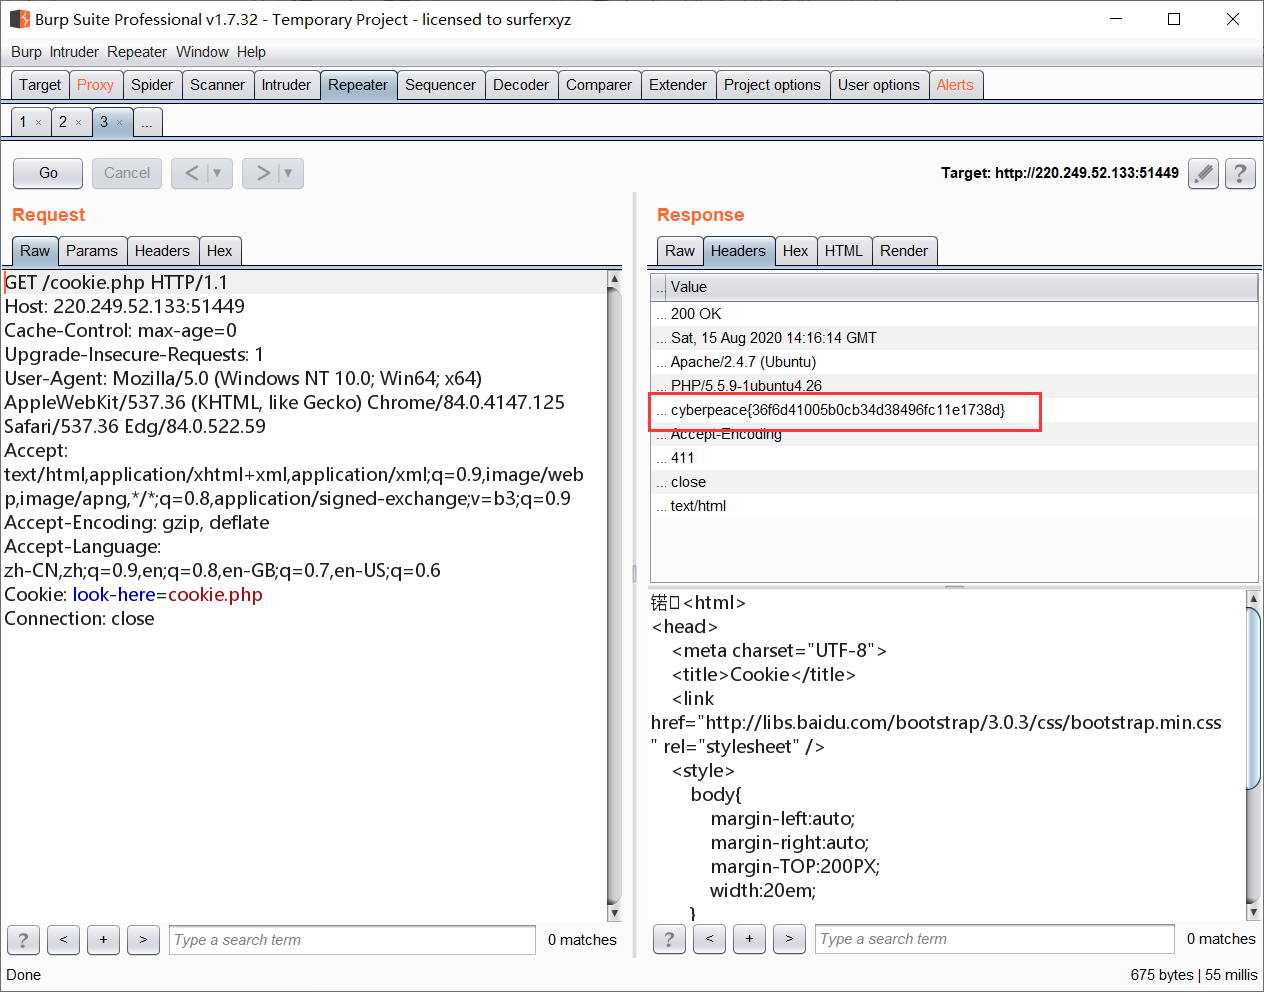 Burp Suite Professional v1.7.32 - Temporary Project - licensed to surferxyz
Burp Intruder Repeater Window Help
Target Proxy Spider Scanner Intruder Repeater Sequencer Decoder Comparer Extender Project options User options Alerts
1 × 2 × 3 × ...
Go Cancel < ▼ > ▼ Target: http://220.249.52.133:51449 ?
Request
Raw Params Headers Hex
GET /cookie.php HTTP/1.1
Host: 220.249.52.133:51449
Cache-Control: max-age=0
Upgrade-Insecure-Requests: 1
User-Agent: Mozilla/5.0 (Windows NT 10.0; Win64; x64)
AppleWebKit/537.36 (KHTML, like Gecko) Chrome/84.0.4147.125
Safari/537.36 Edg/84.0.522.59
Accept:
text/html,application/xhtml+xml,application/xml;q=0.9,image/web
p,image/apng,*/*;q=0.8,application/signed-exchange;v=b3;q=0.9
Accept-Encoding: gzip, deflate
Accept-Language:
zh-CN,zh;q=0.9,en;q=0.8,en-GB;q=0.7,en-US;q=0.6
Cookie: look-here=cookie.php
Connection: close
? < + > Type a search term 0 matches
Response
Raw Headers Hex HTML Render
... Value
... 200 OK
... Sat, 15 Aug 2020 14:16:14 GMT
... Apache/2.4.7 (Ubuntu)
... PHP/5.5.9-1ubuntu4.26
... cyberpeace{36f6d41005b0cb34d38496fc11e1738d}
... Accept-Encoding
... 411
... close
... text/html
锘<html>
<head>
<meta charset="UTF-8">
<title>Cookie</title>
<link
href="http://libs.baidu.com/bootstrap/3.0.3/css/bootstrap.min.css
" rel="stylesheet" />
<style>
body{
margin-left:auto;
margin-right:auto;
margin-TOP:200PX;
width:20em;
}
? < + > Type a search term 0 matches
Done 675 bytes | 55 millis